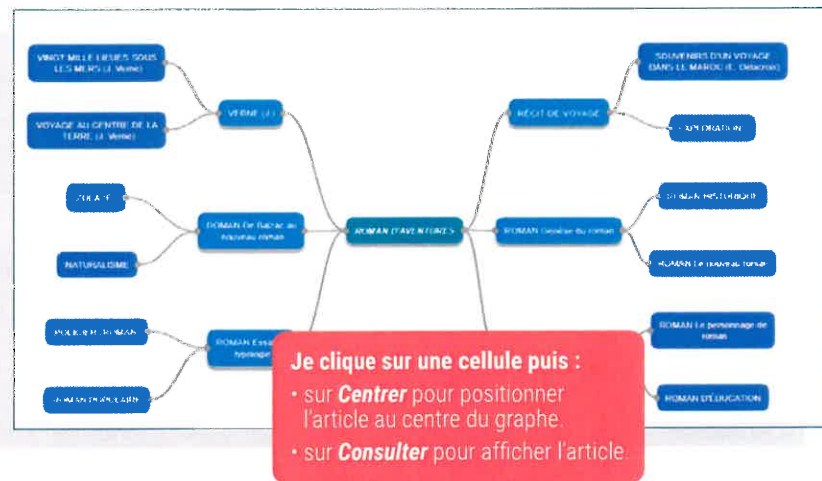 VINGT MILLE LIEUES SOUS
LES MERS (J. Verne)
VOYAGE AU CENTRE DE LA
TERRE (J. Verne)
VERNE (J.)
ZOLA (É.)
NATURALISME
ROMAN De Balzac au
nouveau roman
POLICIER (ROMAN)
ROMAN POPULAIRE
ROMAN Essai
typologie
ROMAN D'AVENTURES
RÉCIT DE VOYAGE
SOUVENIRS D'UN VOYAGE
DANS LE MAROC (E. Delacroix)
EXPLORATION
ROMAN Genèse du roman
ROMAN HISTORIQUE
ROMAN Le nouveau roman
ROMAN Le personnage de
roman
ROMAN D'ÉDUCATION
Je clique sur une cellule puis :
• sur Centrer pour positionner
l'article au centre du graphe.
• sur Consulter pour afficher l'article.